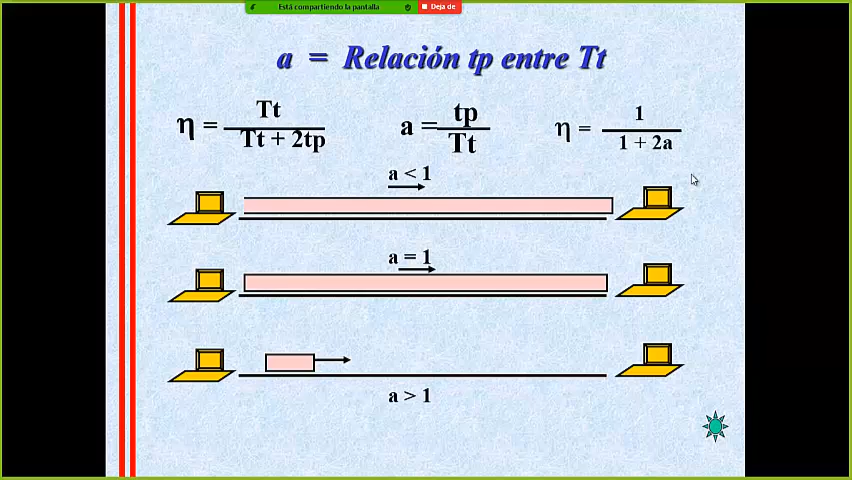 Está compartiendo la pantalla
Deja de
a = Relación tp entre Tt
η = Tt / Tt + 2tp
a = tp / Tt
η = 1 / 1 + 2a
a < 1
a = 1
a > 1